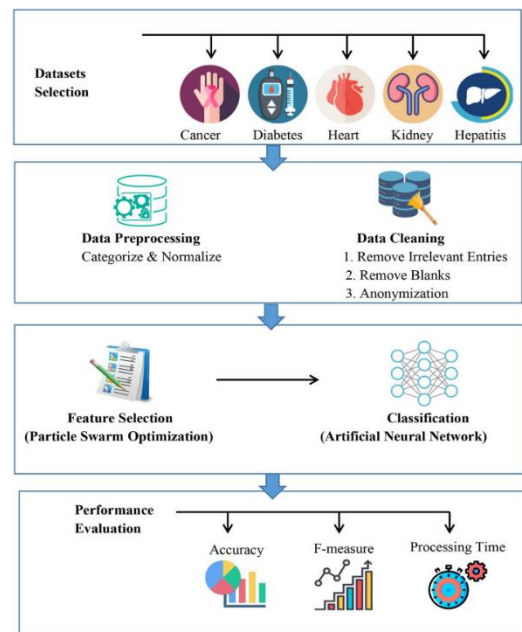 Datasets
Selection
Cancer
Diabetes
Heart
Kidney
Hepatitis
Data Preprocessing
Categorize & Normalize
Data Cleaning
1. Remove Irrelevant Entries
2. Remove Blanks
3. Anonymization
Feature Selection
(Particle Swarm Optimization)
Classification
(Artificial Neural Network)
Performance
Evaluation
Accuracy
F-measure
Processing Time